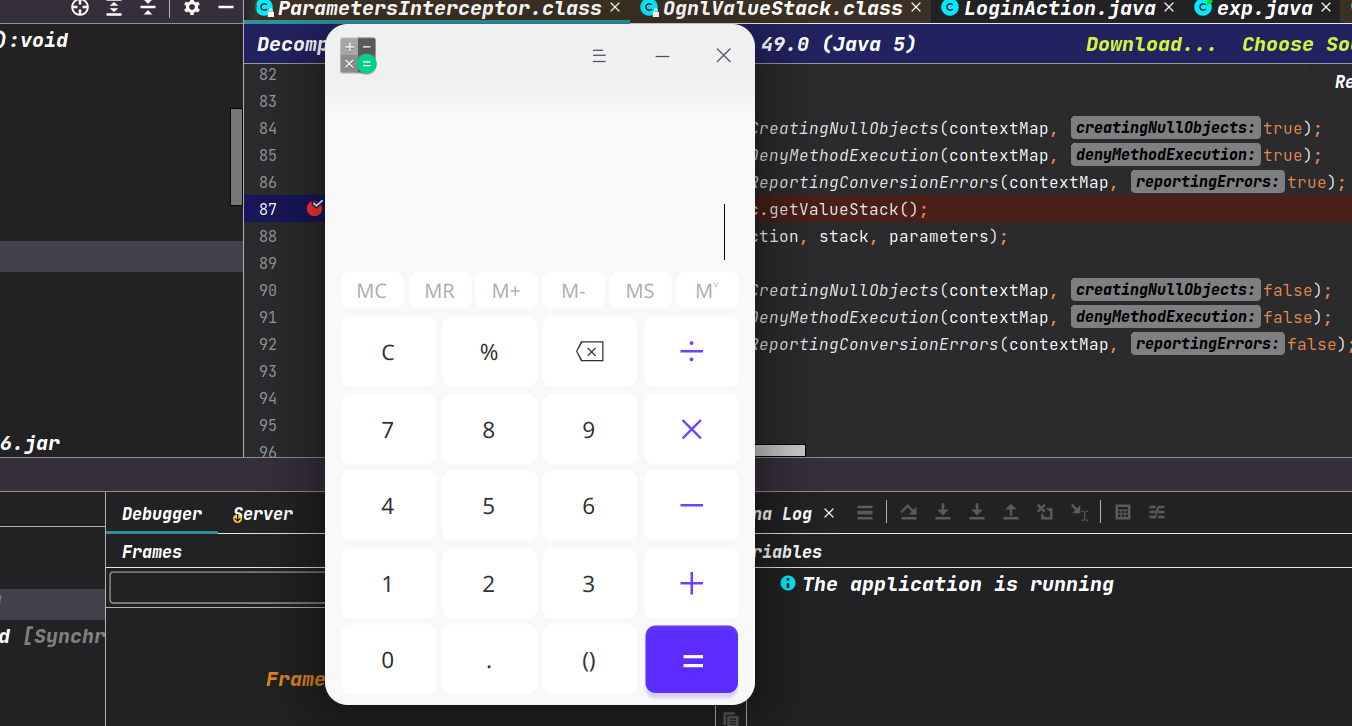 ParametersInterceptor.class
OgnlValueStack.class
LoginAction.java
exp.java
):void
49.0 (Java 5)
Download...
82
83
84 CreatingNullObjects(contextMap, creatingNullObjects: true);
85 DenyMethodExecution(contextMap, denyMethodExecution: true);
86 ReportingConversionErrors(contextMap, reportingErrors: true);
87 c.getValueStack();
88 ction, stack, parameters);
89
90 CreatingNullObjects(contextMap, creatingNullObjects: false);
91 DenyMethodExecution(contextMap, denyMethodExecution: false);
92 ReportingConversionErrors(contextMap, reportingErrors: false);
93
94
95
96
MC MR M+ M- MS M˅
C % ÷
7 8 9 ×
4 5 6 −
1 2 3 +
0 . () =
6.jar
Debugger Server
na Log
Frames
riables
The application is running
d [Synchr
Frame